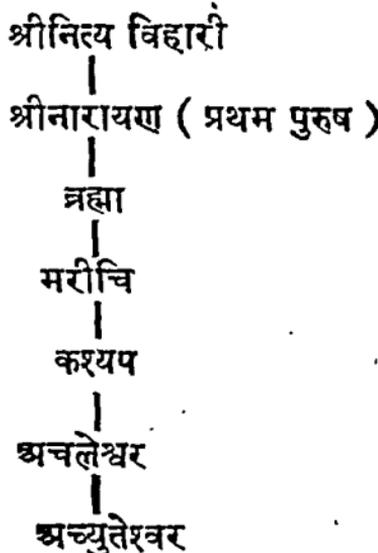 श्रीनित्य विहारी
श्रीनारायण ( प्रथम पुरुष )
ब्रह्मा
मरीचि
कश्यप
अचलेश्वर
अच्युतेश्वर